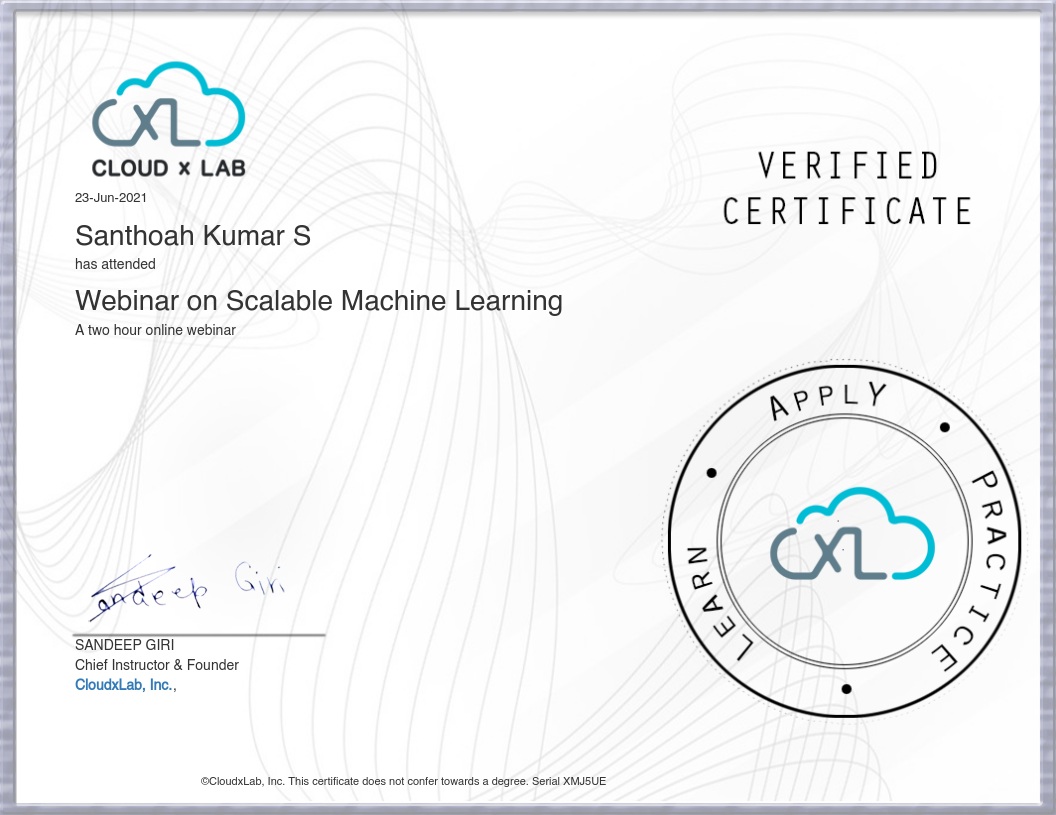 CXL
CLOUD x LAB
23-Jun-2021
Santhoah Kumar S
has attended
Webinar on Scalable Machine Learning
A two hour online webinar
VERIFIED
CERTIFICATE
LEARN • APPLY • PRACTICE •
CXL
Sandeep Giri
SANDEEP GIRI
Chief Instructor & Founder
CloudxLab, Inc.,
©CloudxLab, Inc. This certificate does not confer towards a degree. Serial XMJ5UE